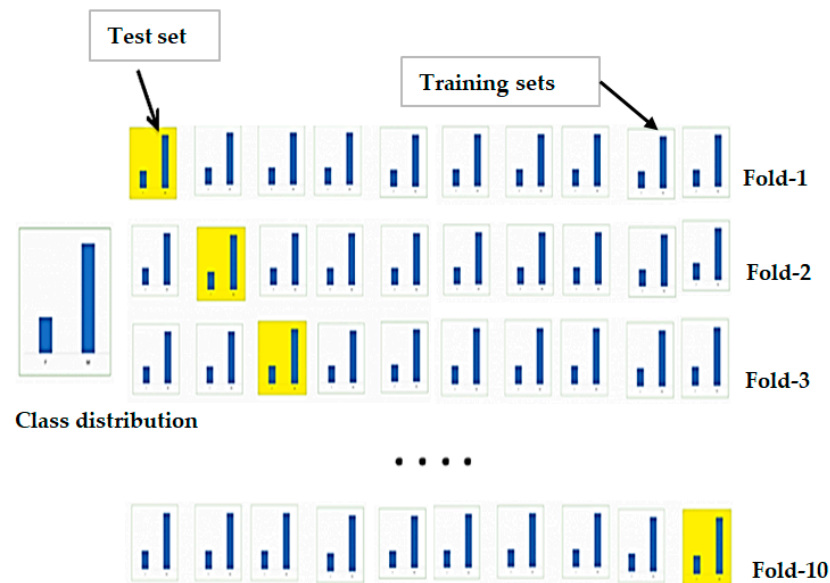 Test set
Training sets
Fold-1
Fold-2
Fold-3
Class distribution
. . . .
Fold-10